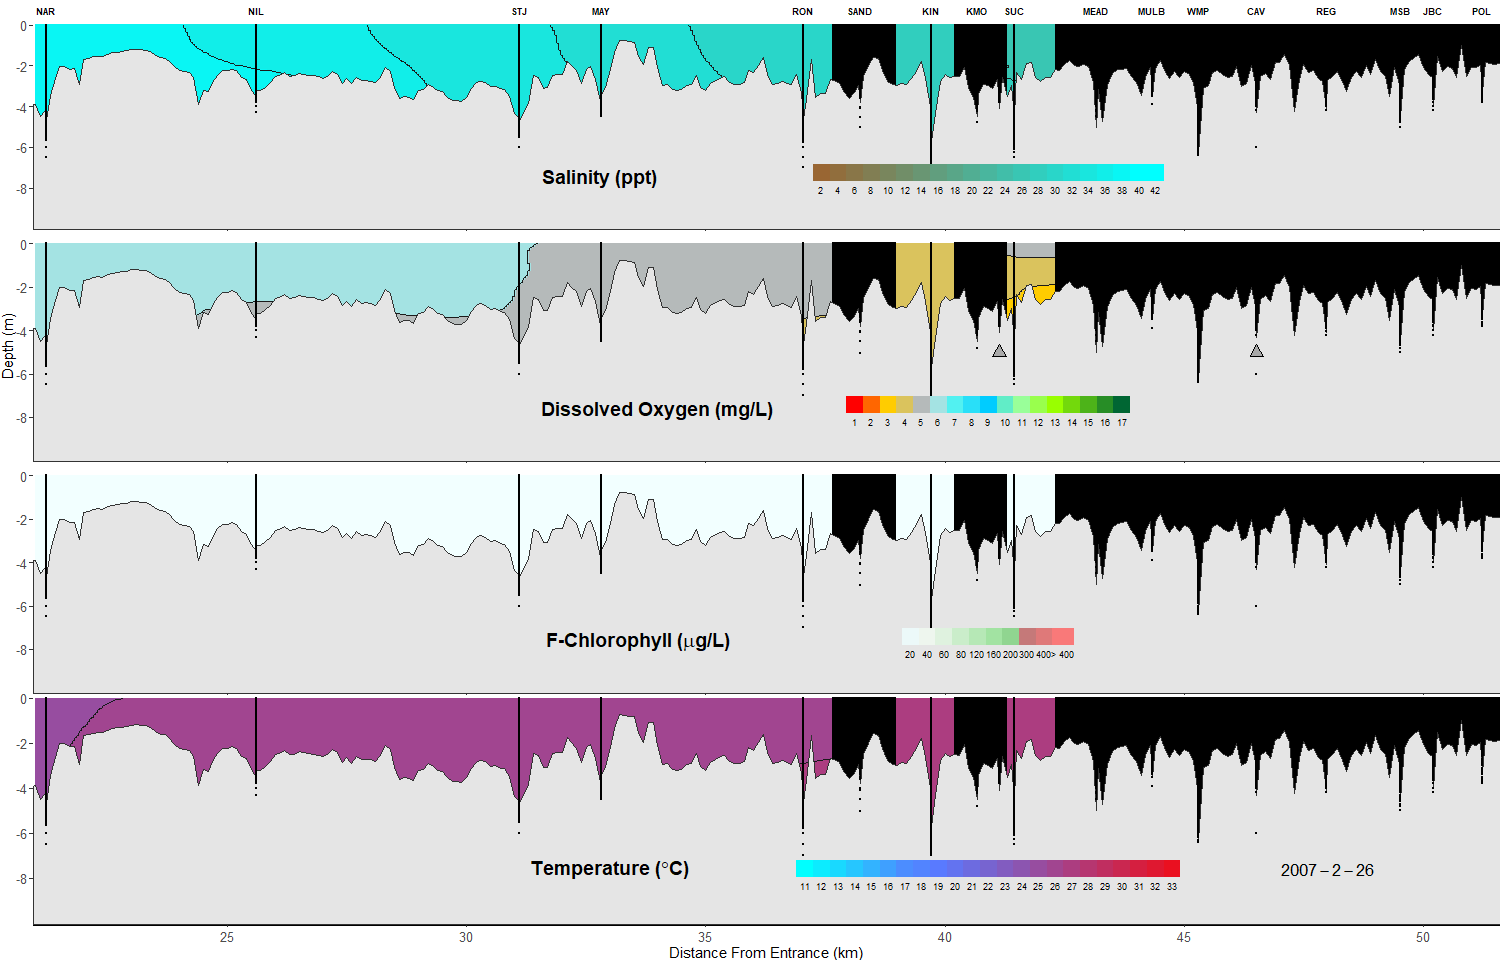 NAR NIL STJ MAY RON SAND KIN KMO SUC MEAD MULB WMP CAV REG MSB JBC POL
0
-2
-4
-6
-8
Salinity (ppt)
2 4 6 8 10 12 14 16 18 20 22 24 26 28 30 32 34 36 38 40 42
Depth (m)
0
-2
-4
-6
-8
Dissolved Oxygen (mg/L)
1 2 3 4 5 6 7 8 9 10 11 12 13 14 15 16 17
0
-2
-4
-6
-8
F-Chlorophyll (μg/L)
20 40 60 80 120 160 200 300 400> 400
0
-2
-4
-6
-8
Temperature (°C)
11 12 13 14 15 16 17 18 19 20 21 22 23 24 25 26 27 28 29 30 31 32 33
2007 – 2 – 26
25 30 35 40 45 50
Distance From Entrance (km)